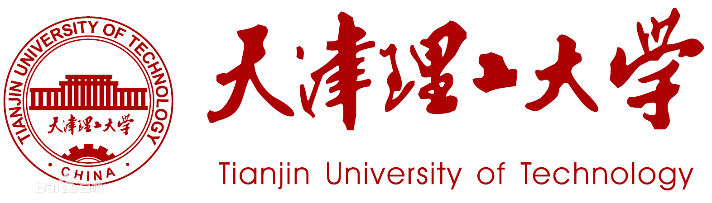 TIANJIN UNIVERSITY OF TECHNOLOGY
天津理工大学
· CHINA ·
天津理工大学
Tianjin University of Technology